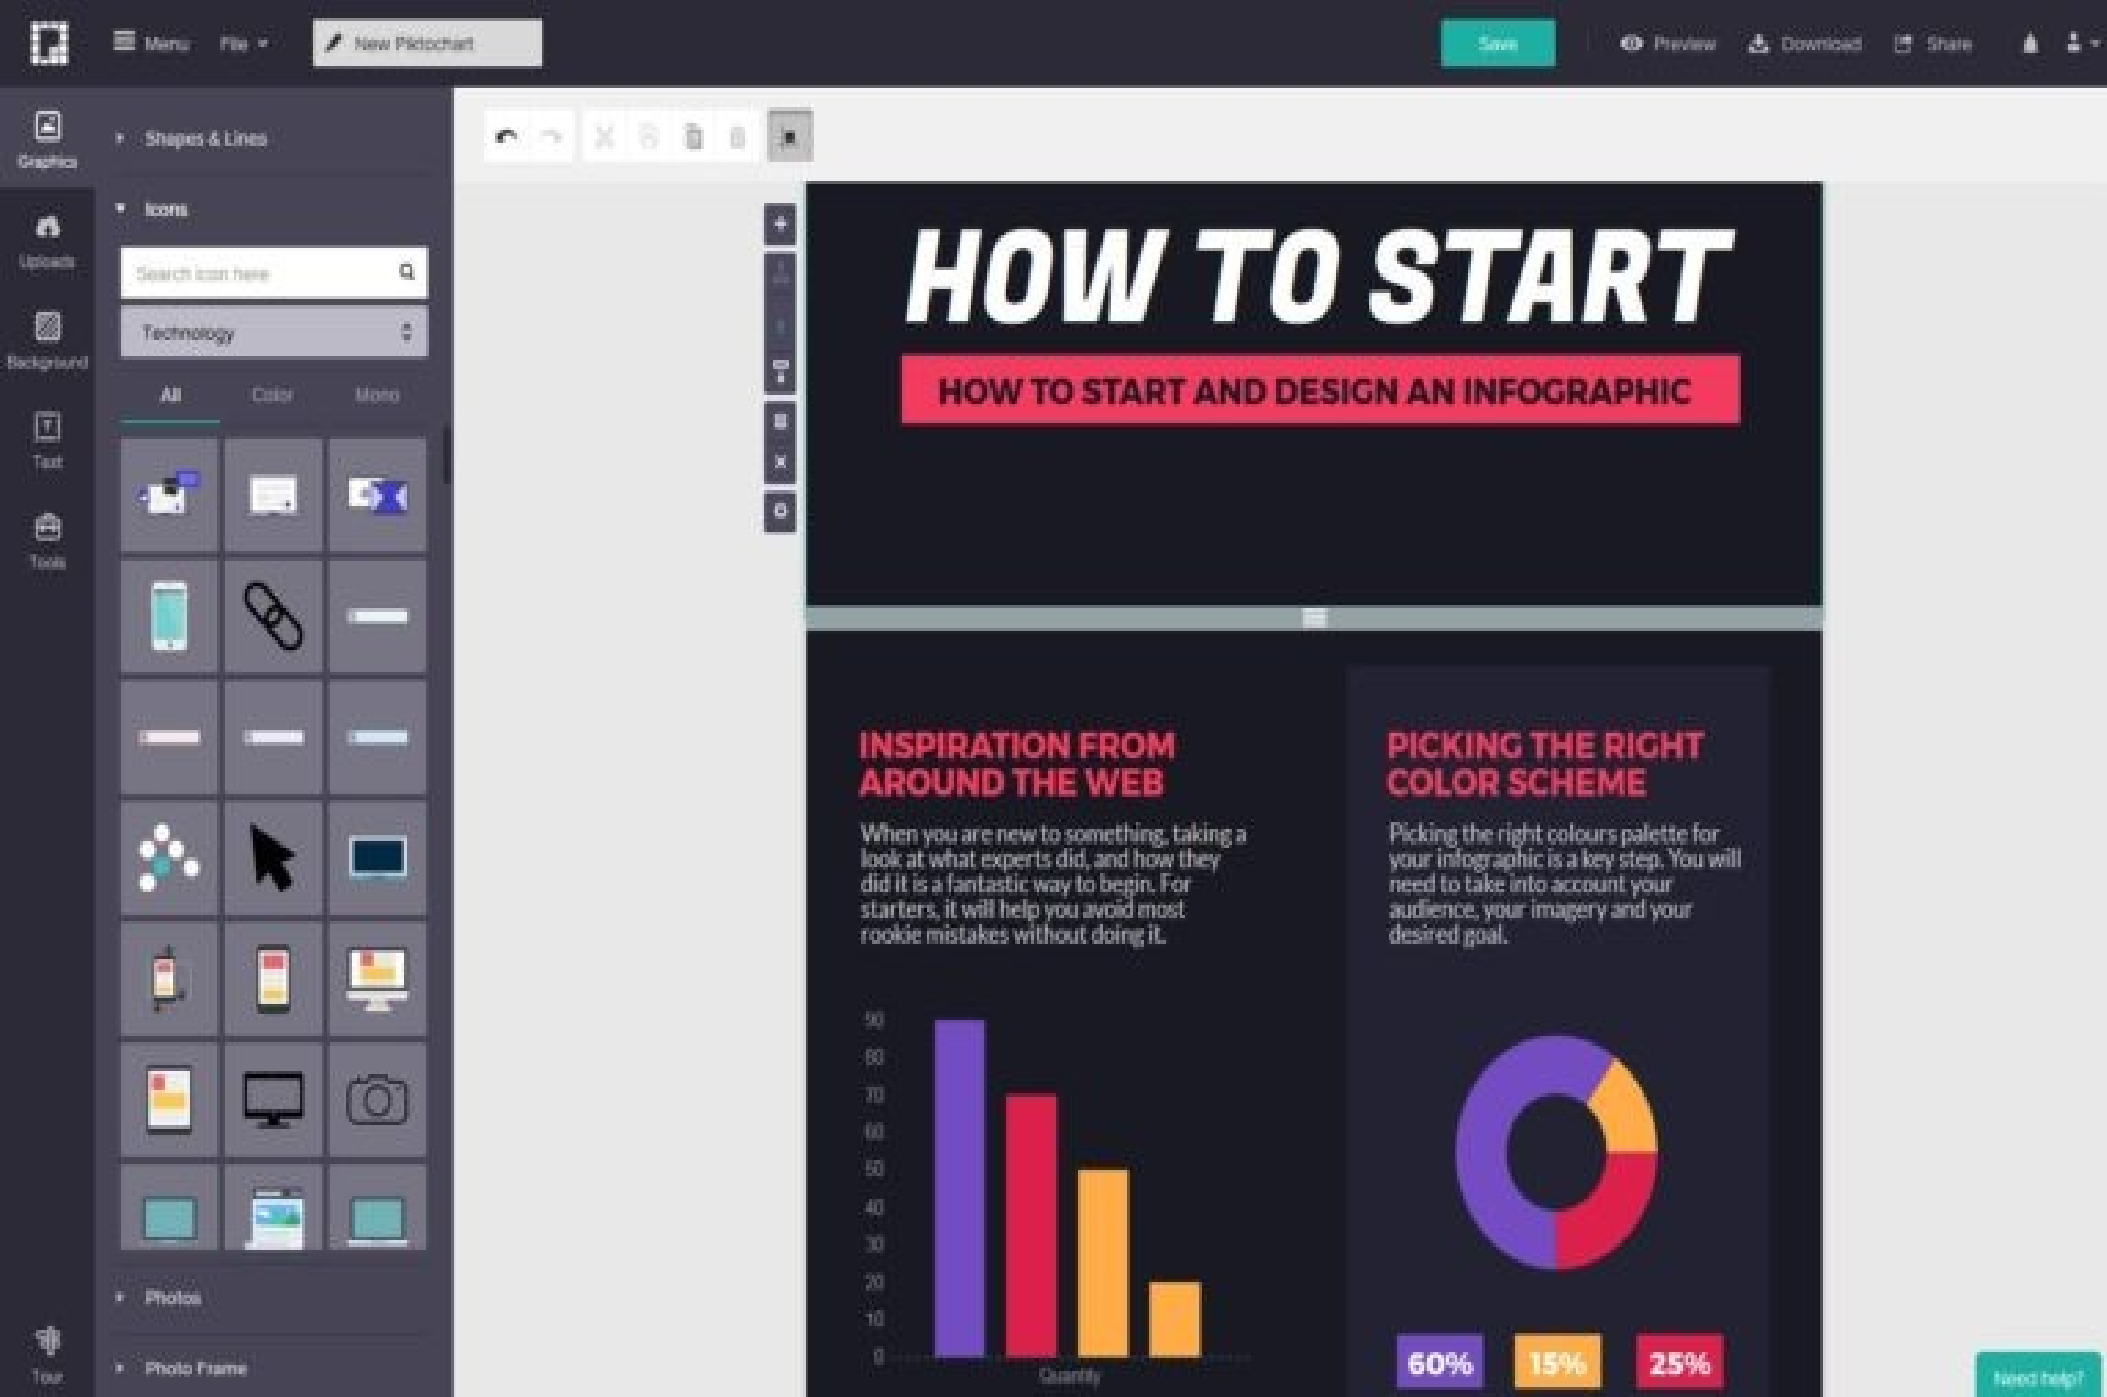 Menu
File
New Piktochart
Save
Preview
Download
Share
Graphics
Uploads
Background
Text
Tools
Tour
Shapes & Lines
Icons
Search icon here
Technology
All
Color
Mono
Photos
Photo Frame
HOW TO START
HOW TO START AND DESIGN AN INFOGRAPHIC
INSPIRATION FROM
AROUND THE WEB
When you are new to something, taking a
look at what experts did, and how they
did it is a fantastic way to begin. For
starters, it will help you avoid most
rookie mistakes without doing it.
90
80
70
60
50
40
30
20
10
0
Quantity
PICKING THE RIGHT
COLOR SCHEME
Picking the right colours palette for
your infographic is a key step. You will
need to take into account your
audience, your imagery and your
desired goal.
60%
15%
25%
Need help?